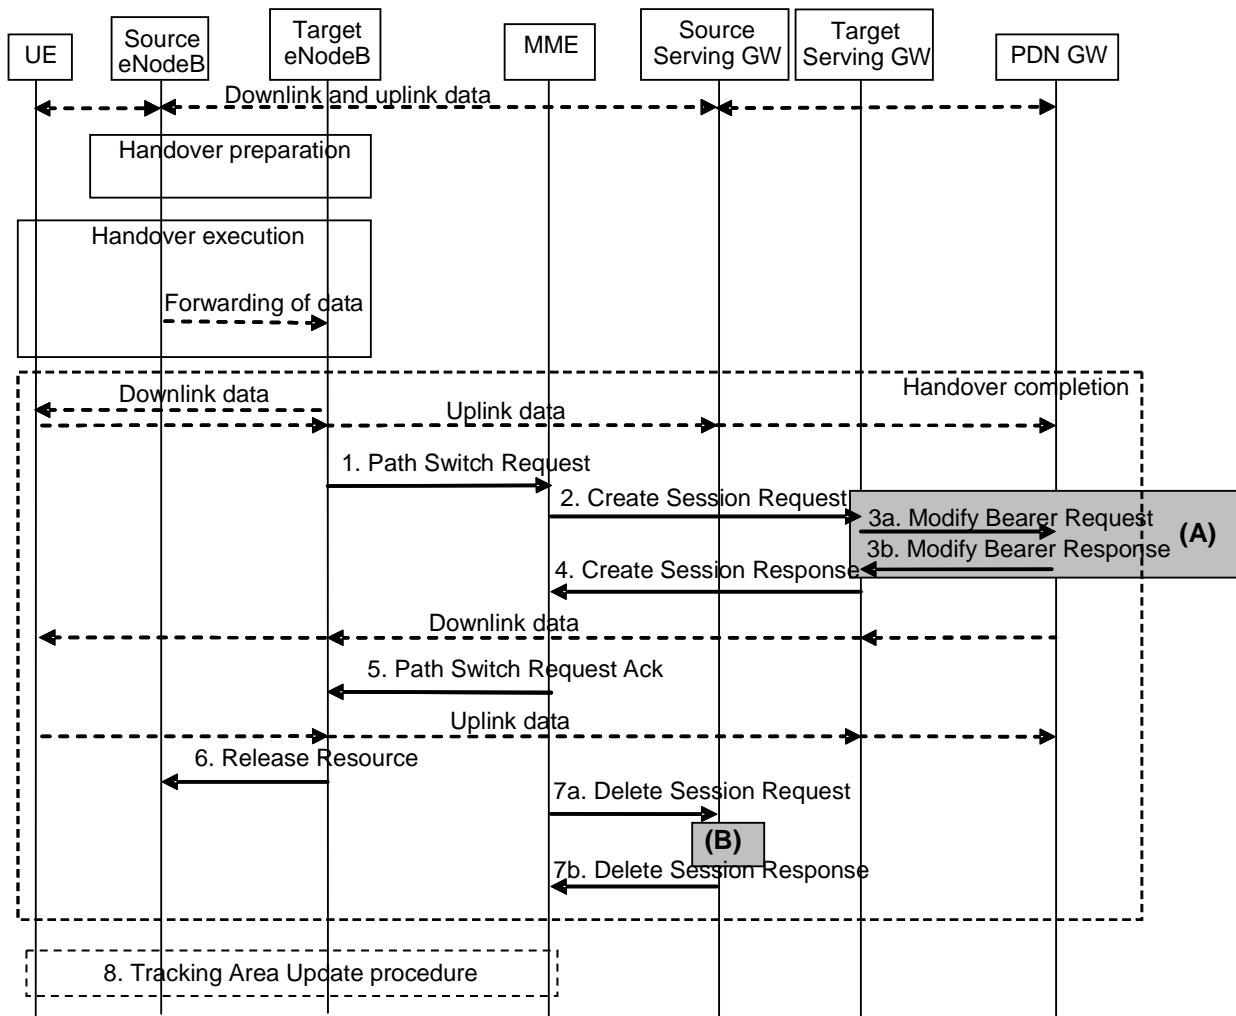 UE
Source
eNodeB
Target
eNodeB
MME
Source
Serving GW
Target
Serving GW
PDN GW
Downlink and uplink data
Handover preparation
Handover execution
Forwarding of data
Handover completion
Downlink data
Uplink data
1. Path Switch Request
2. Create Session Request
3a. Modify Bearer Request
(A)
3b. Modify Bearer Response
4. Create Session Response
Downlink data
5. Path Switch Request Ack
Uplink data
6. Release Resource
7a. Delete Session Request
(B)
7b. Delete Session Response
8. Tracking Area Update procedure